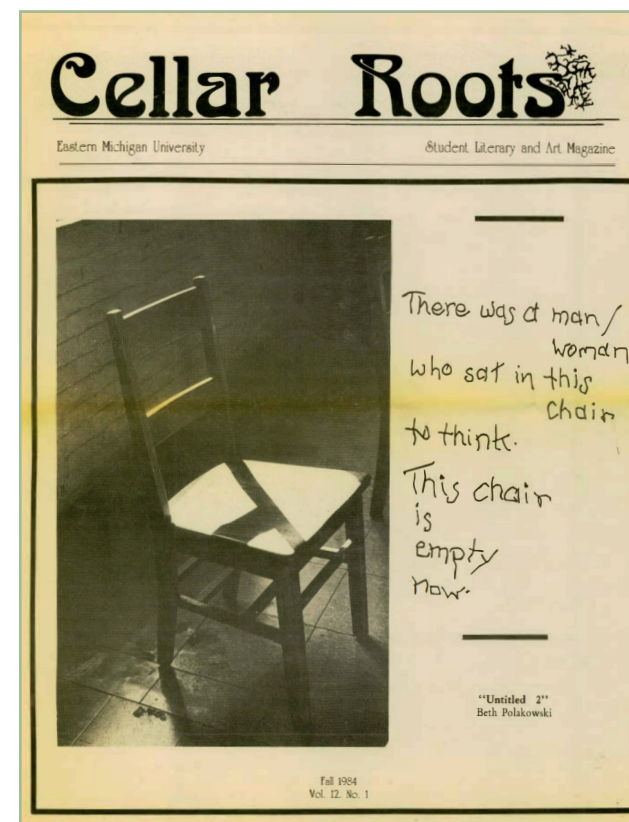 Cellar Roots
Eastern Michigan University
Student Literary and Art Magazine
There was a man/
woman
who sat in this
chair
to think.
This chair
is
empty
now.
"Untitled 2"
Beth Polakowski
Fall 1984
Vol. 12. No. 1